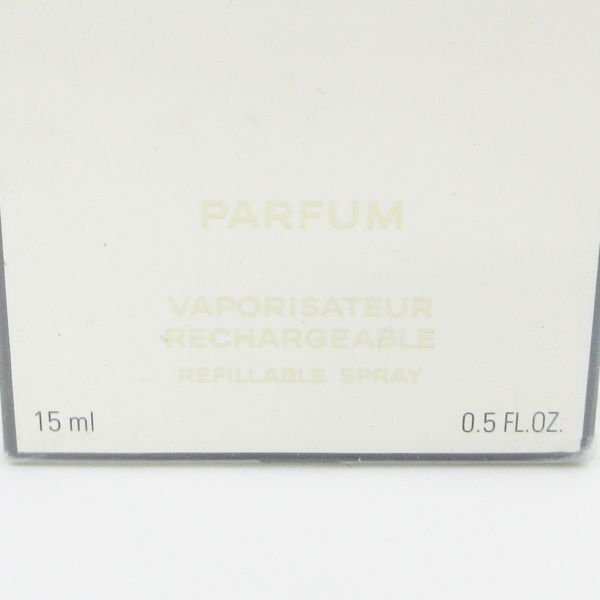 PARFUM
VAPORISATEUR
RECHARGEABLE
REFILLABLE SPRAY
15 ml 0.5 FL.OZ.